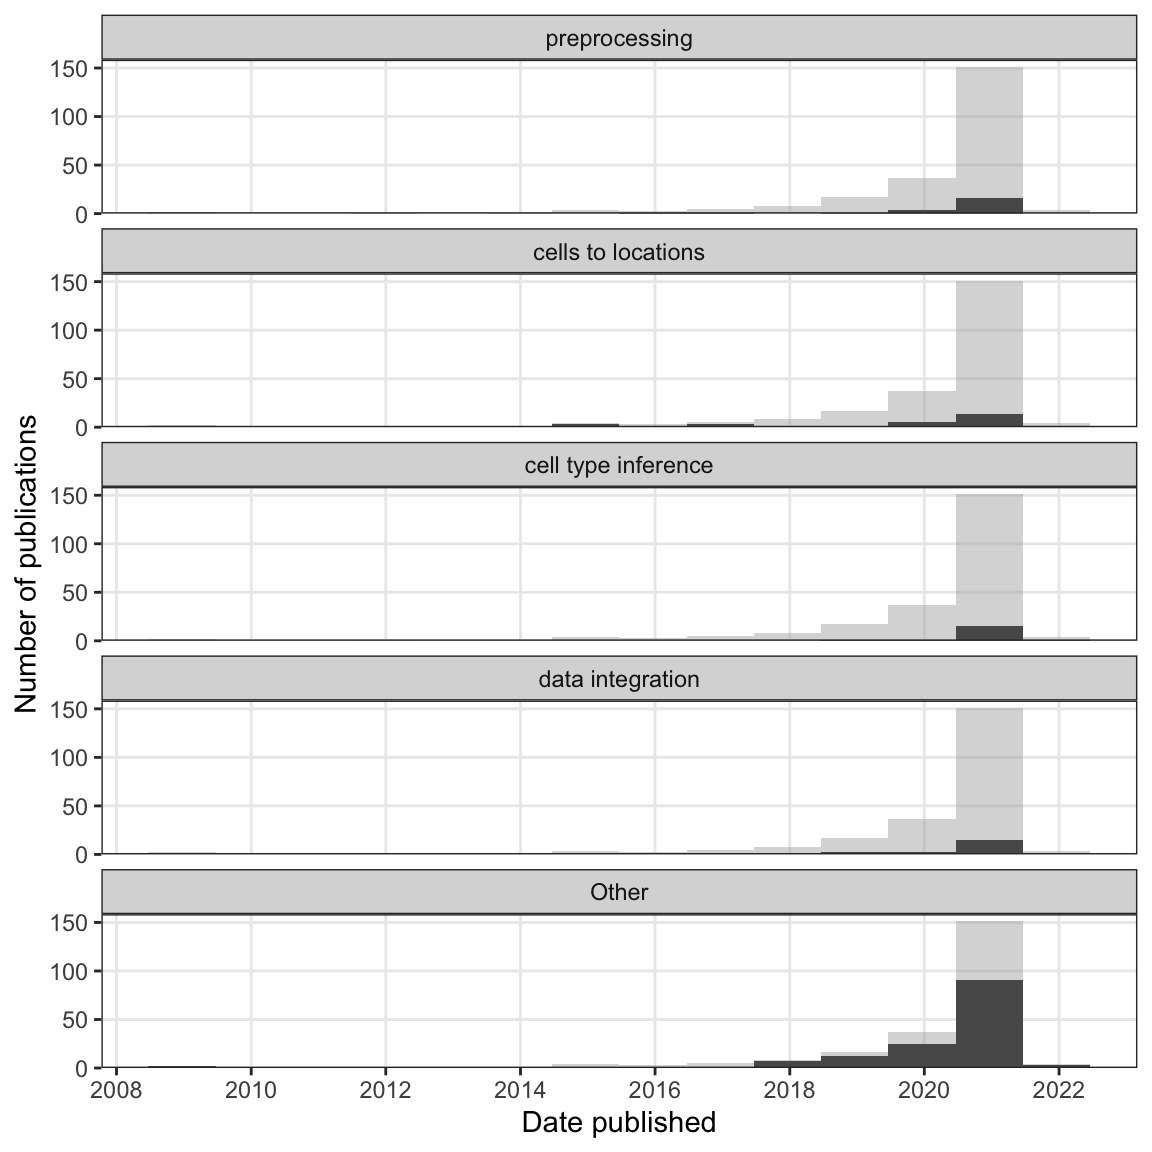 preprocessing
150
100
50
0
cells to locations
150
100
50
0
cell type inference
150
100
50
0
data integration
150
100
50
0
Other
150
100
50
0
2008 2010 2012 2014 2016 2018 2020 2022
Date published
Number of publications